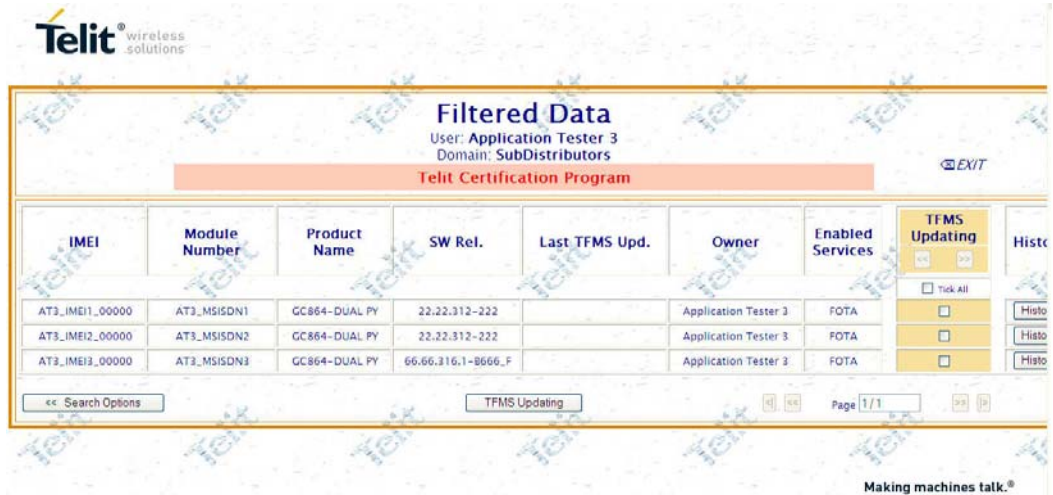 Telit® wireless solutions
Filtered Data
User: Application Tester 3
Domain: SubDistributors
Telit Certification Program
EXIT
IMEI Module Number Product Name SW Rel. Last TFMS Upd. Owner Enabled Services TFMS Updating Histo
<< >>
Tick All
AT3_IMEI1_00000 AT3_MSISDN1 GC864-DUAL PY 22.22.312-222 Application Tester 3 FOTA Histo
AT3_IMEI2_00000 AT3_MSISDN2 GC864-DUAL PY 22.22.312-222 Application Tester 3 FOTA Histo
AT3_IMEI3_00000 AT3_MSISDN3 GC864-DUAL PY 66.66.316.1-B666_F Application Tester 3 FOTA Histo
<< Search Options TFMS Updating <| << Page 1/1 >> |>
Making machines talk.®